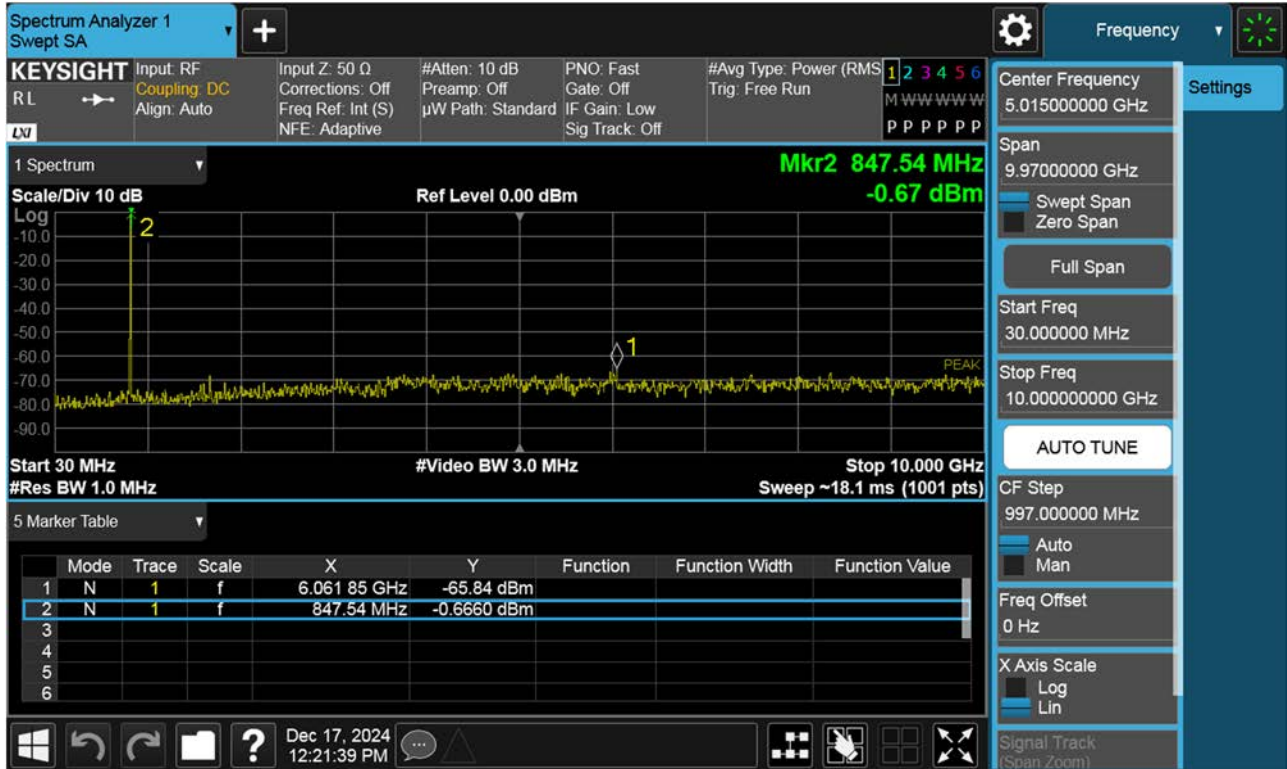 Spectrum Analyzer 1
Swept SA
+
Frequency
KEYSIGHT
RL
LXI
Input: RF
Coupling: DC
Align: Auto
Input Z: 50 Ω
Corrections: Off
Freq Ref: Int (S)
NFE: Adaptive
#Atten: 10 dB
Preamp: Off
µW Path: Standard
PNO: Fast
Gate: Off
IF Gain: Low
Sig Track: Off
#Avg Type: Power (RMS
Trig: Free Run
1 2 3 4 5 6
M W W W W W
P P P P P P
1 Spectrum
Mkr2 847.54 MHz
Scale/Div 10 dB Ref Level 0.00 dBm -0.67 dBm
Log
-10.0
-20.0
-30.0
-40.0
-50.0
-60.0
-70.0
-80.0
-90.0
2
1
PEAK
Start 30 MHz #Video BW 3.0 MHz Stop 10.000 GHz
#Res BW 1.0 MHz Sweep ~18.1 ms (1001 pts)
5 Marker Table
Mode Trace Scale X Y Function Function Width Function Value
1 N 1 f 6.061 85 GHz -65.84 dBm
2 N 1 f 847.54 MHz -0.6660 dBm
3
4
5
6
?
Dec 17, 2024
12:21:39 PM
Center Frequency
5.015000000 GHz
Span
9.97000000 GHz
Swept Span
Zero Span
Full Span
Start Freq
30.000000 MHz
Stop Freq
10.000000000 GHz
AUTO TUNE
CF Step
997.000000 MHz
Auto
Man
Freq Offset
0 Hz
X Axis Scale
Log
Lin
Signal Track
(Span Zoom)
Settings